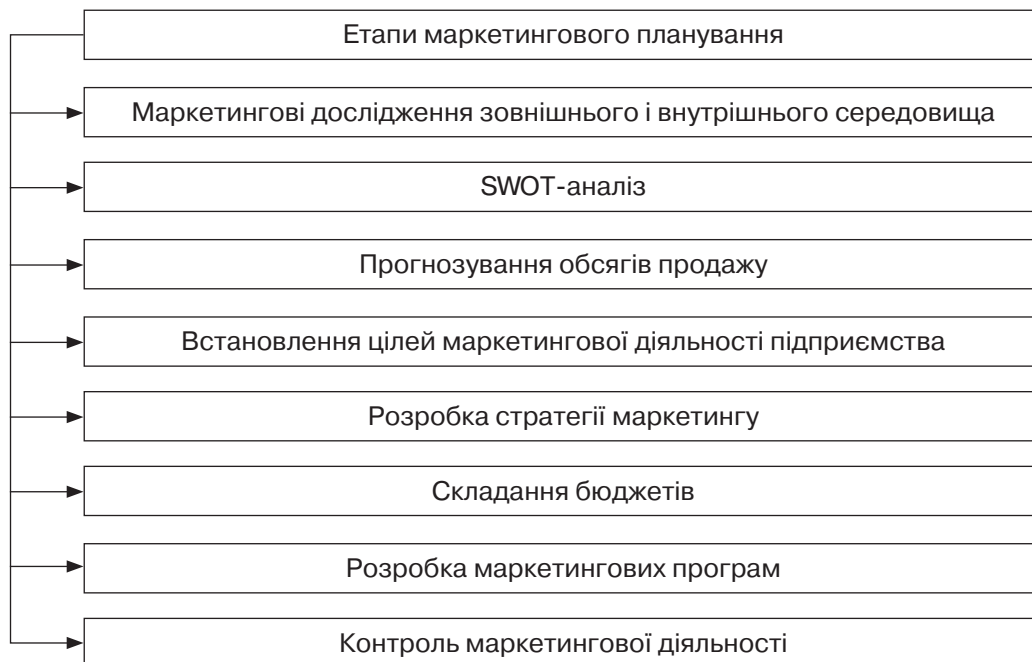 Етапи маркетингового планування
Маркетингові дослідження зовнішнього і внутрішнього середовища
SWOT-аналіз
Прогнозування обсягів продажу
Встановлення цілей маркетингової діяльності підприємства
Розробка стратегії маркетингу
Складання бюджетів
Розробка маркетингових програм
Контроль маркетингової діяльності